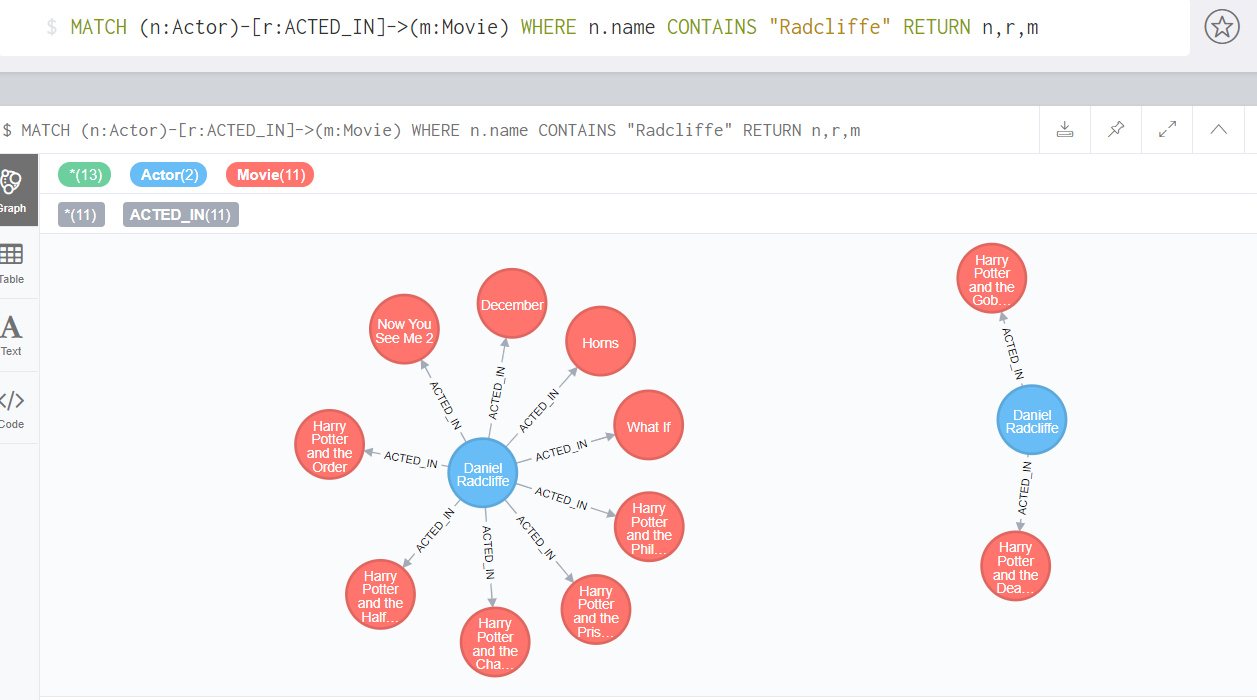 $ MATCH (n:Actor)-[r:ACTED_IN]->(m:Movie) WHERE n.name CONTAINS "Radcliffe" RETURN n,r,m
$ MATCH (n:Actor)-[r:ACTED_IN]->(m:Movie) WHERE n.name CONTAINS "Radcliffe" RETURN n,r,m
*(13) Actor(2) Movie(11)
*(11) ACTED_IN(11)
Graph
Table
Text
Code
Now You
See Me 2
December
Horns
What If
Harry
Potter
and the
Order
Daniel
Radcliffe
Harry
Potter
and the
Phil...
Harry
Potter
and the
Half...
Harry
Potter
and the
Cha...
Harry
Potter
and the
Pris...
ACTED_IN
ACTED_IN
ACTED_IN
ACTED_IN
ACTED_IN
ACTED_IN
ACTED_IN
ACTED_IN
ACTED_IN
Harry
Potter
and the
Gob...
ACTED_IN
Daniel
Radcliffe
ACTED_IN
Harry
Potter
and the
Dea...